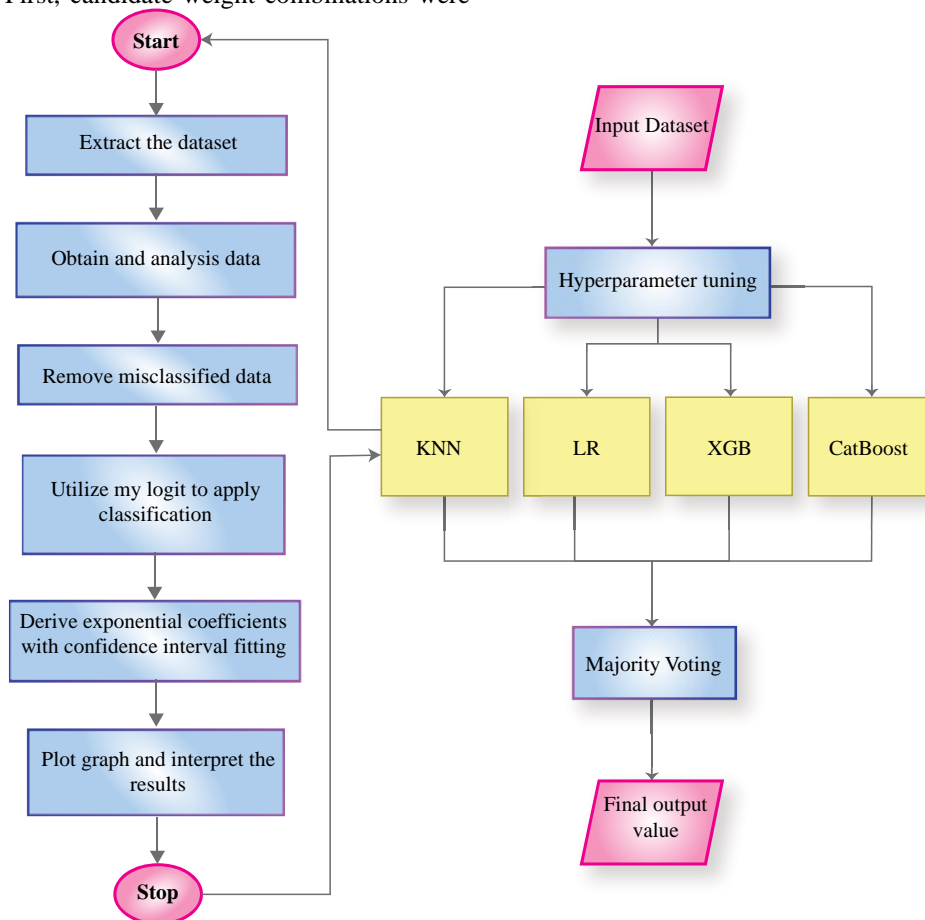 First, candidate weight combinations were
Start
Extract the dataset
Obtain and analysis data
Remove misclassified data
Utilize my logit to apply
classification
Derive exponential coefficients
with confidence interval fitting
Plot graph and interpret the
results
Stop
Input Dataset
Hyperparameter tuning
KNN
LR
XGB
CatBoost
Majority Voting
Final output
value